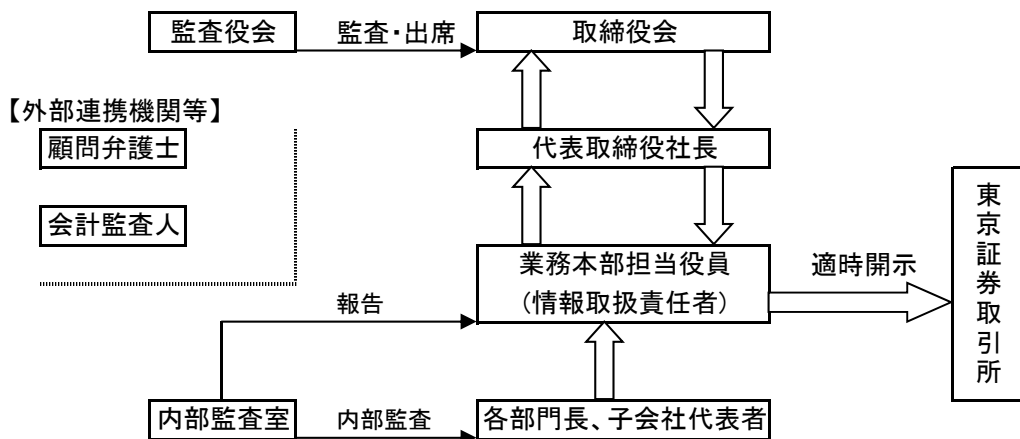 監査役会
監査・出席
取締役会
【外部連携機関等】
顧問弁護士
代表取締役社長
会計監査人
業務本部担当役員
（情報取扱責任者）
適時開示
東京証券取引所
報告
内部監査室
内部監査
各部門長、子会社代表者